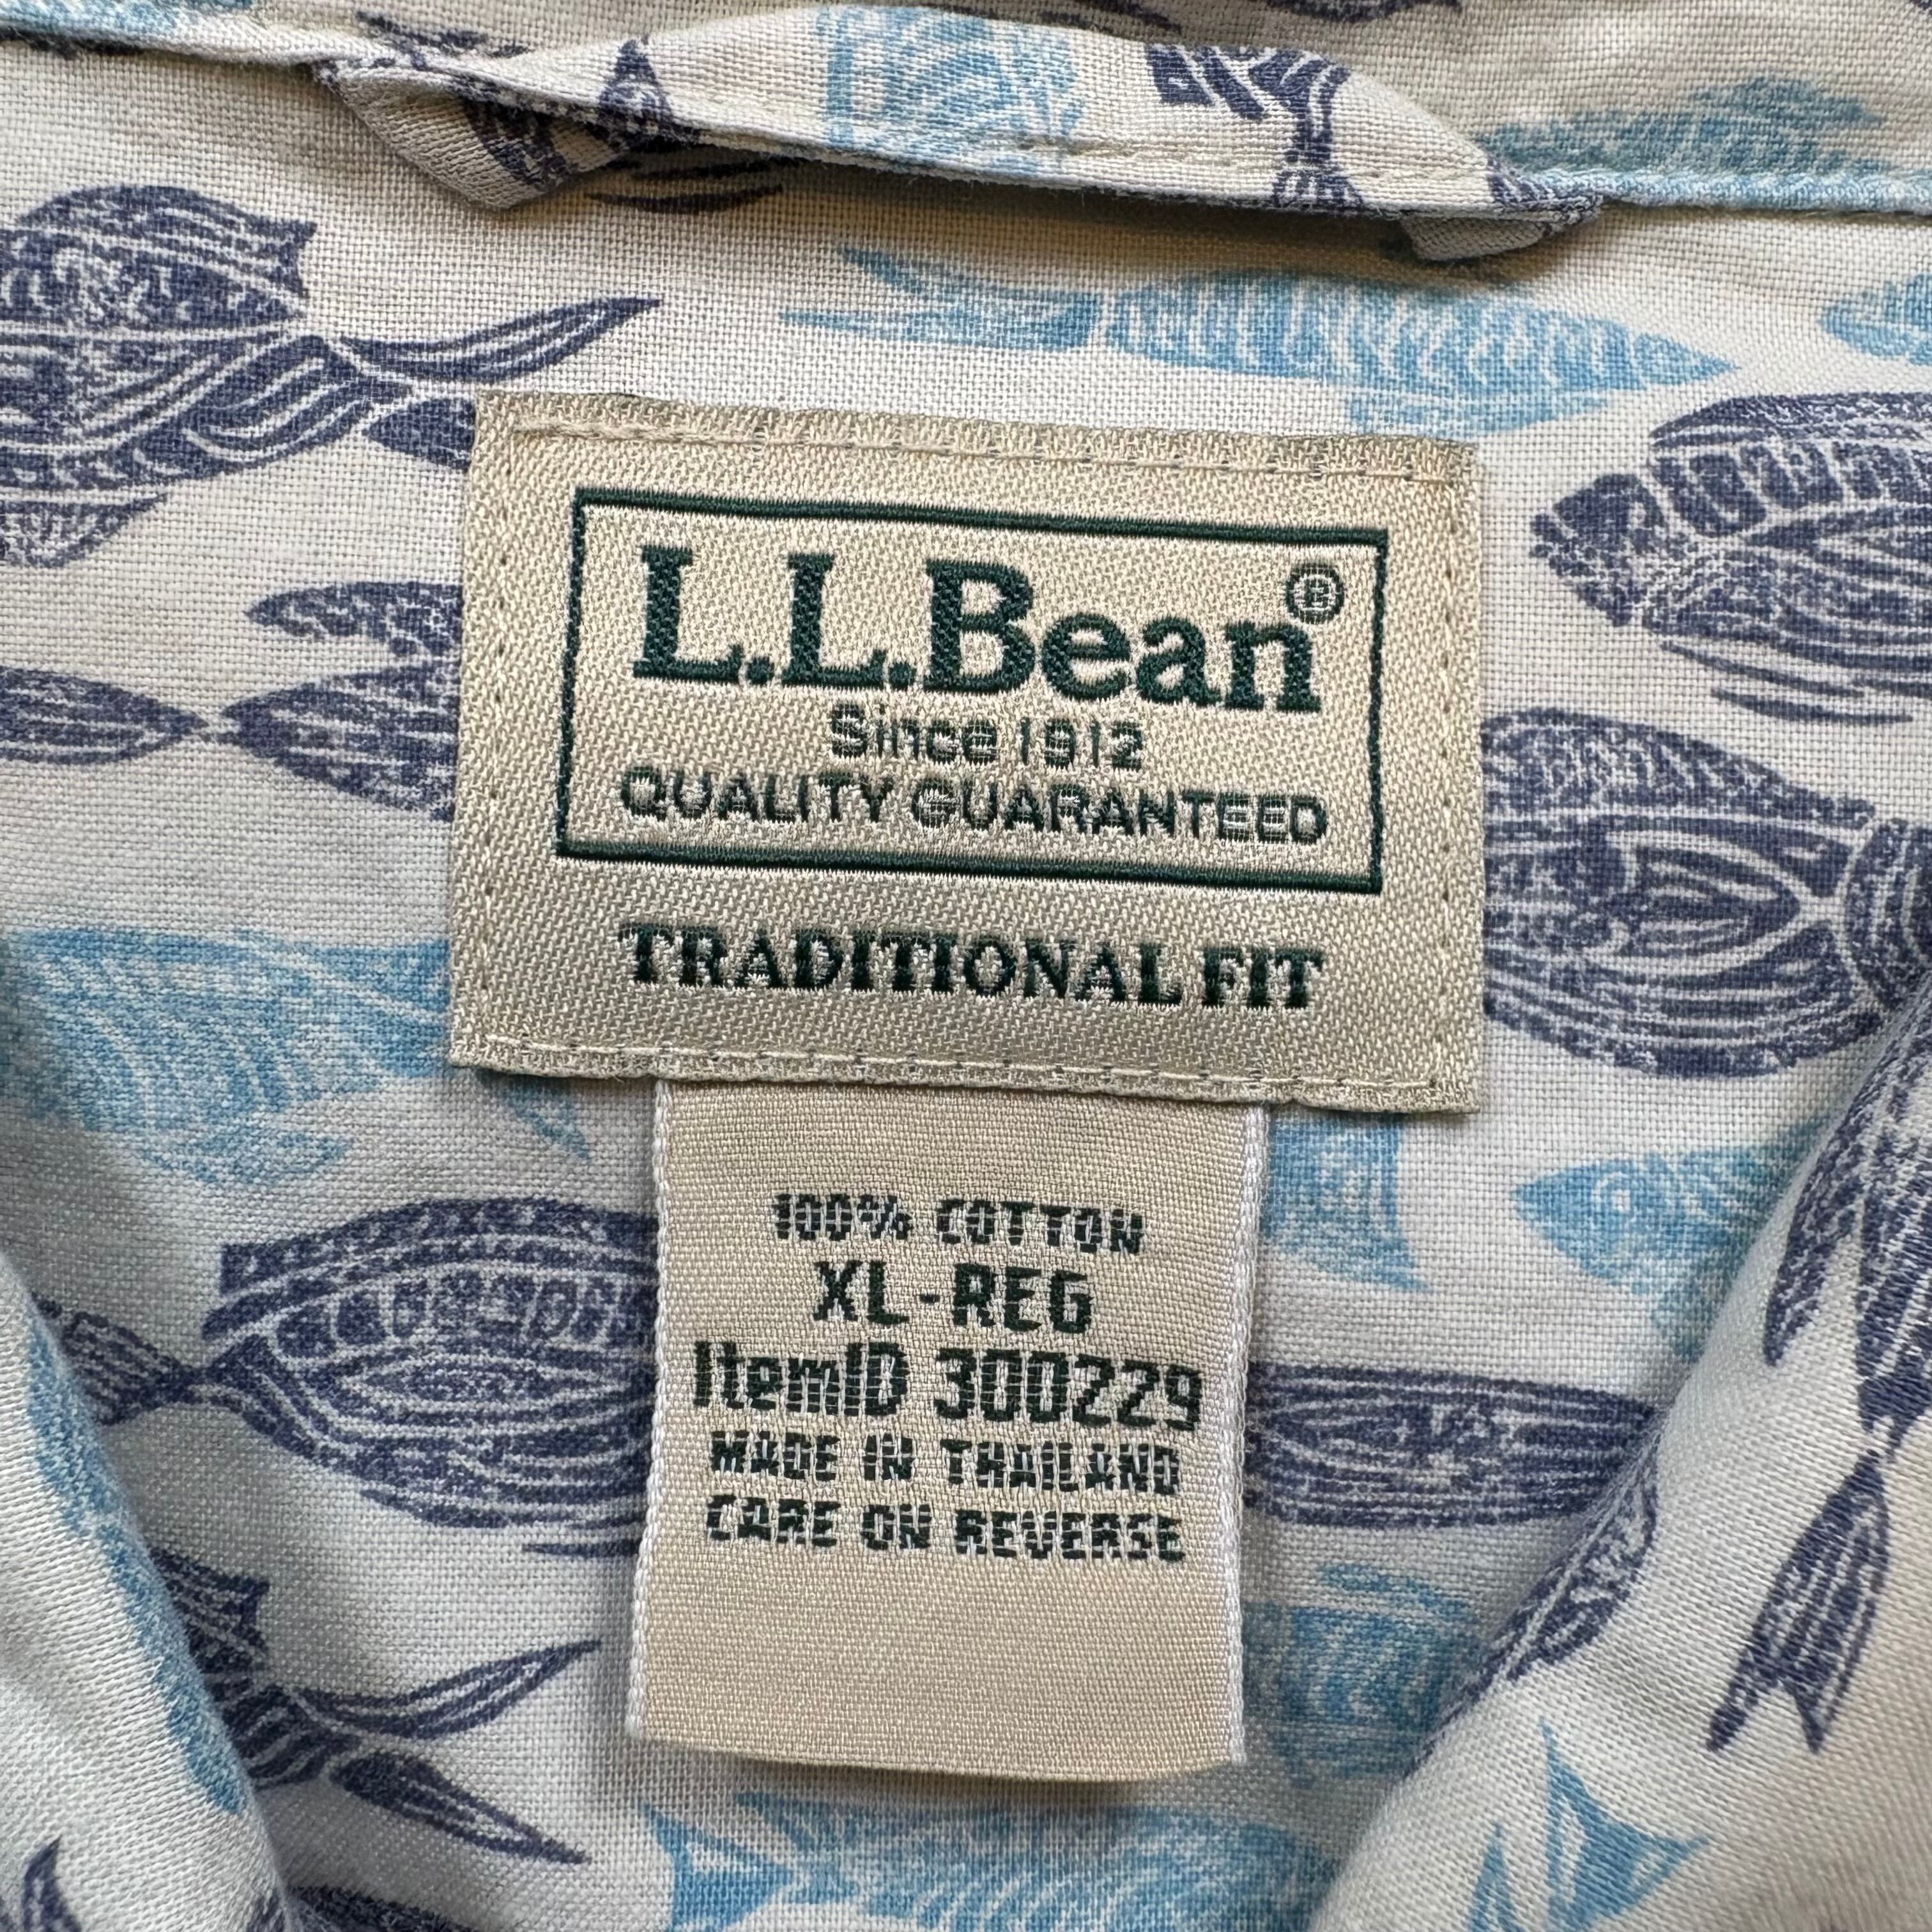 L.L.Bean®
Since 1912
QUALITY GUARANTEED
TRADITIONAL FIT
100% COTTON
XL-REG
ItemID 300229
MADE IN THAILAND
CARE ON REVERSE